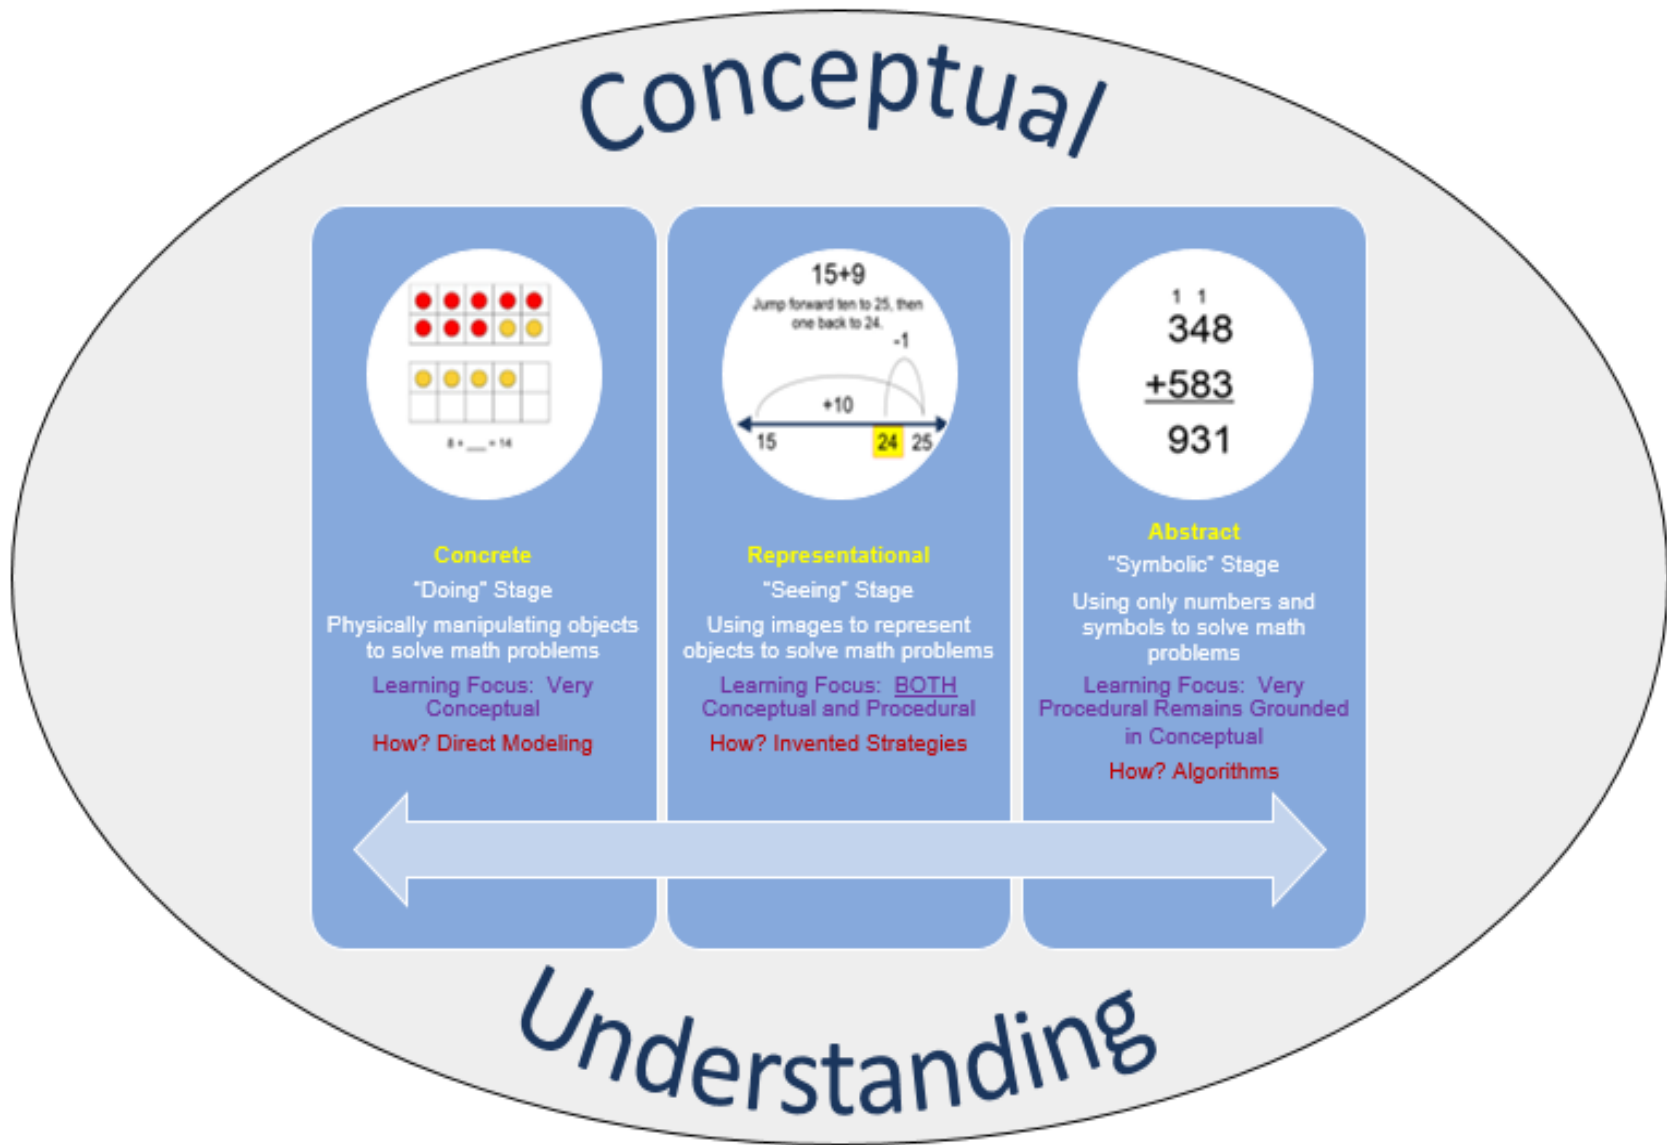 Conceptual
8 + ___ = 14
Concrete
"Doing" Stage
Physically manipulating objects
to solve math problems
Learning Focus:  Very
Conceptual
How? Direct Modeling
15+9
Jump forward ten to 25, then
one back to 24.
-1
+10
15 24 25
Representational
"Seeing" Stage
Using images to represent
objects to solve math problems
Learning Focus:  BOTH
Conceptual and Procedural
How? Invented Strategies
1 1
348
+583
931
Abstract
"Symbolic" Stage
Using only numbers and
symbols to solve math
problems
Learning Focus:  Very
Procedural Remains Grounded
in Conceptual
How? Algorithms
Understanding